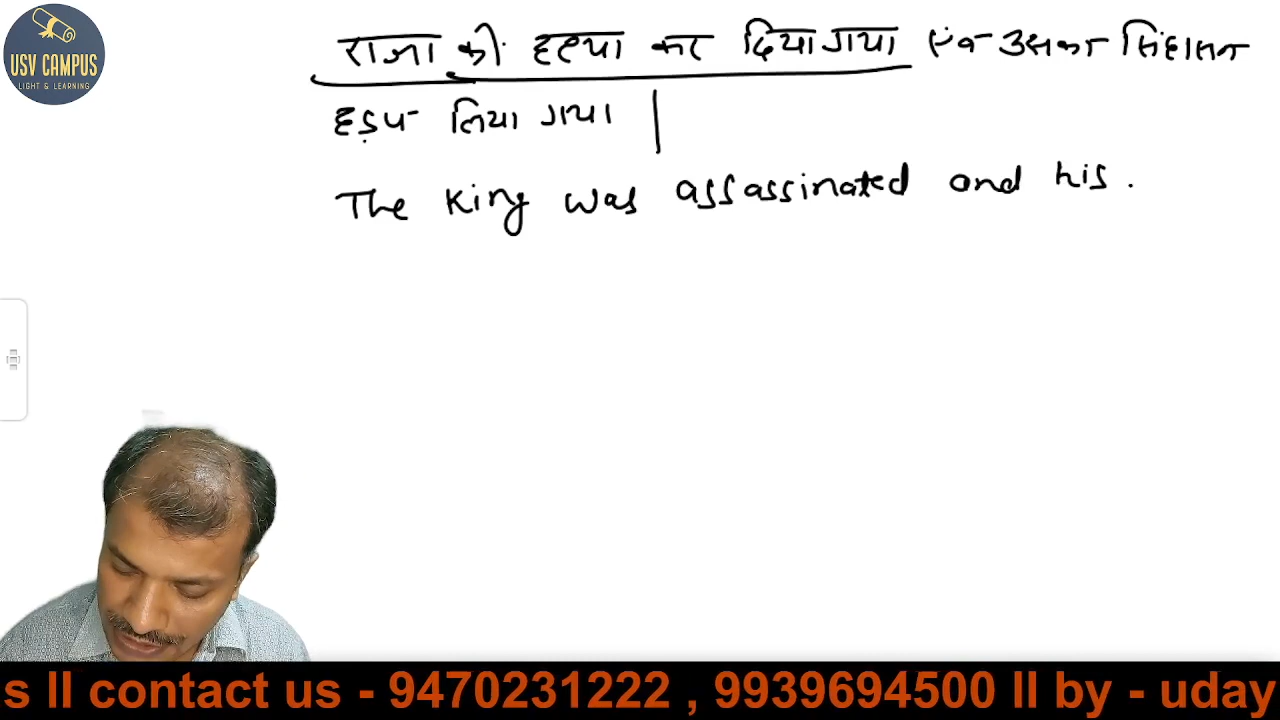 USV CAMPUS
LIGHT & LEARNING
राजा की हत्या कर दिया गया एंव उसका सिंहासन
हड़प लिया गया |
The King was assassinated and his .
s ll contact us - 9470231222 , 9939694500 ll by - uday